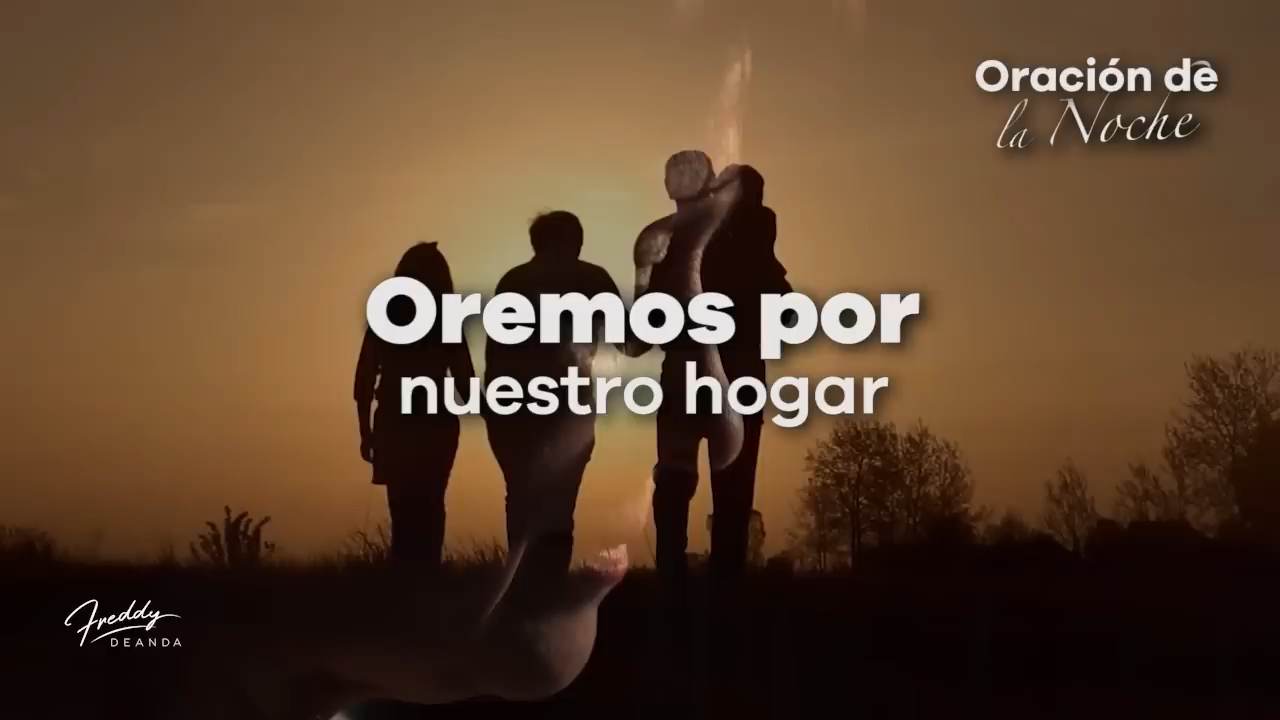 Oración de
la Noche
Oremos por
nuestro hogar
Freddy
DEANDA